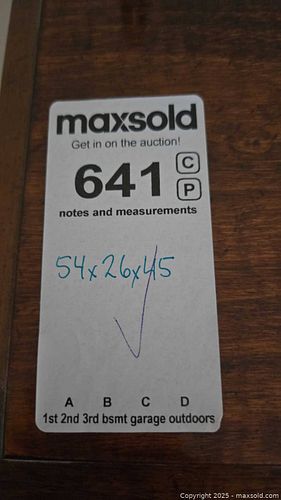 maxsold
Get in on the auction!
641 C
P
notes and measurements
54x26x45
A B C D
1st 2nd 3rd bsmt garage outdoors
Copyright 2025 - maxsold.com